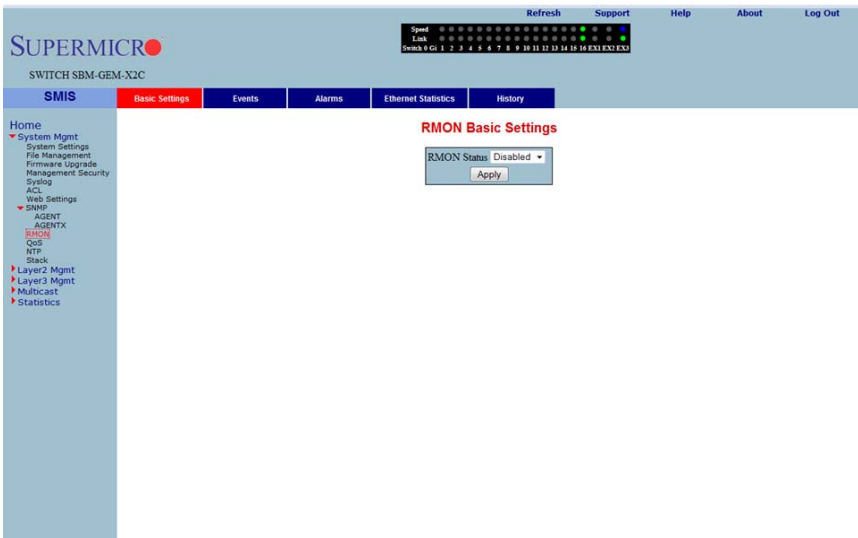 Refresh Support Help About Log Out
Speed
Link
Switch 0 Gi 1 2 3 4 5 6 7 8 9 10 11 12 13 14 15 16 EX1 EX2 EX3
SUPERMICRO
SWITCH SBM-GEM-X2C
SMIS Basic Settings Events Alarms Ethernet Statistics History
Home
System Mgmt
System Settings
File Management
Firmware Upgrade
Management Security
Syslog
ACL
Web Settings
SNMP
AGENT
AGENTX
RMON
QoS
NTP
Stack
Layer2 Mgmt
Layer3 Mgmt
Multicast
Statistics
RMON Basic Settings
RMON Status Disabled
Apply